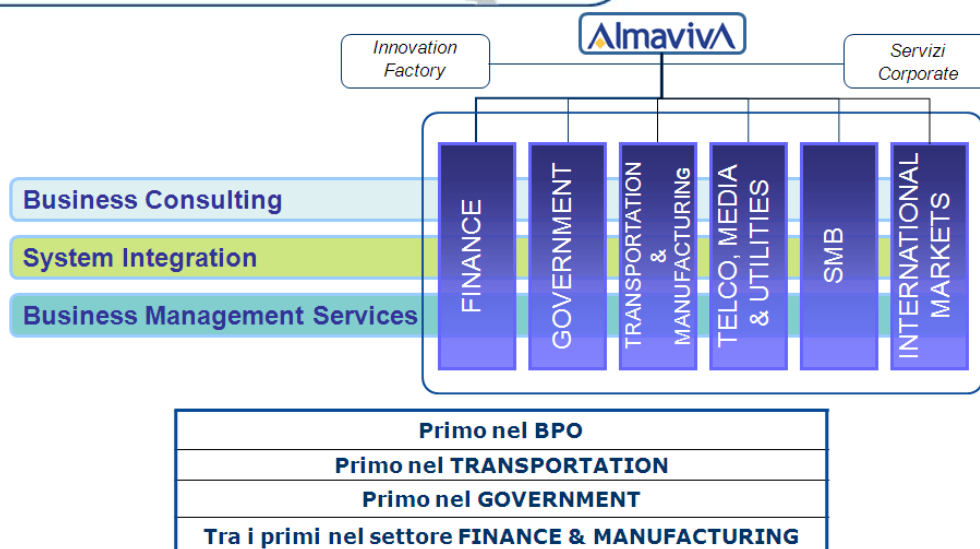 AlmavivA
Innovation
Factory
Servizi
Corporate
Business Consulting
System Integration
Business Management Services
FINANCE
GOVERNMENT
TRANSPORTATION
&
MANUFACTURING
TELCO, MEDIA
& UTILITIES
SMB
INTERNATIONAL
MARKETS
Primo nel BPO
Primo nel TRANSPORTATION
Primo nel GOVERNMENT
Tra i primi nel settore FINANCE & MANUFACTURING